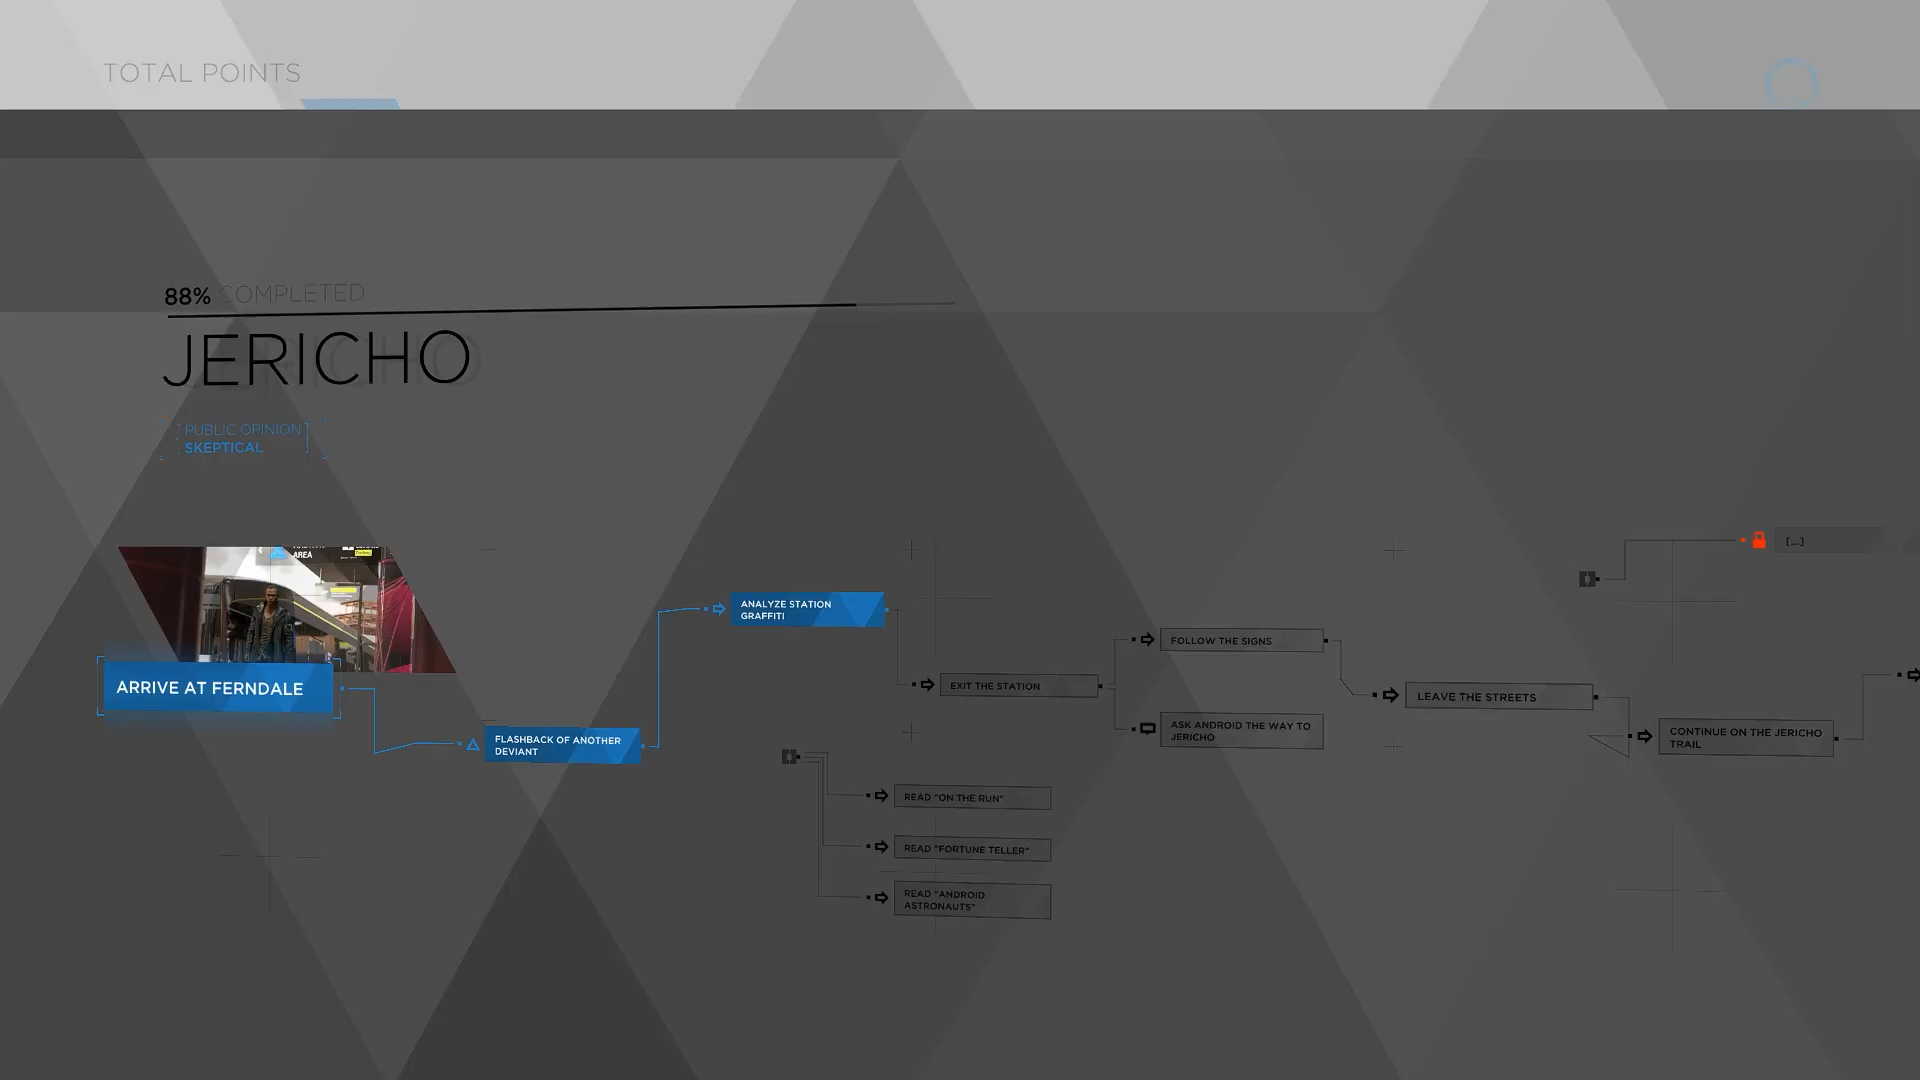 TOTAL POINTS
88% COMPLETED
JERICHO
PUBLIC OPINION
SKEPTICAL
AREA
ARRIVE AT FERNDALE
FLASHBACK OF ANOTHER
DEVIANT
ANALYZE STATION
GRAFFITI
EXIT THE STATION
READ "ON THE RUN"
READ "FORTUNE TELLER"
READ "ANDROID
ASTRONAUTS"
FOLLOW THE SIGNS
ASK ANDROID THE WAY TO
JERICHO
LEAVE THE STREETS
[...]
CONTINUE ON THE JERICHO
TRAIL